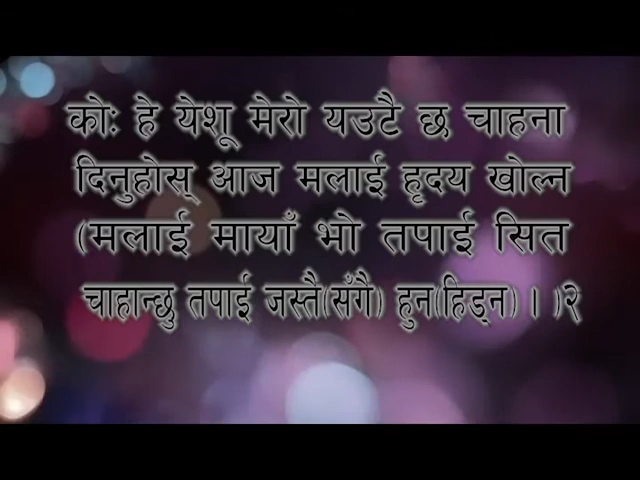 कोः हे येशू मेरो यउटै छ चाहना
दिनुहोस् आज मलाई हृदय खोल्न
(मलाई मायाँ भो तपाई सित
चाहान्छु तपाई जस्तै(सँगै) हुन(हिड्न)। )२